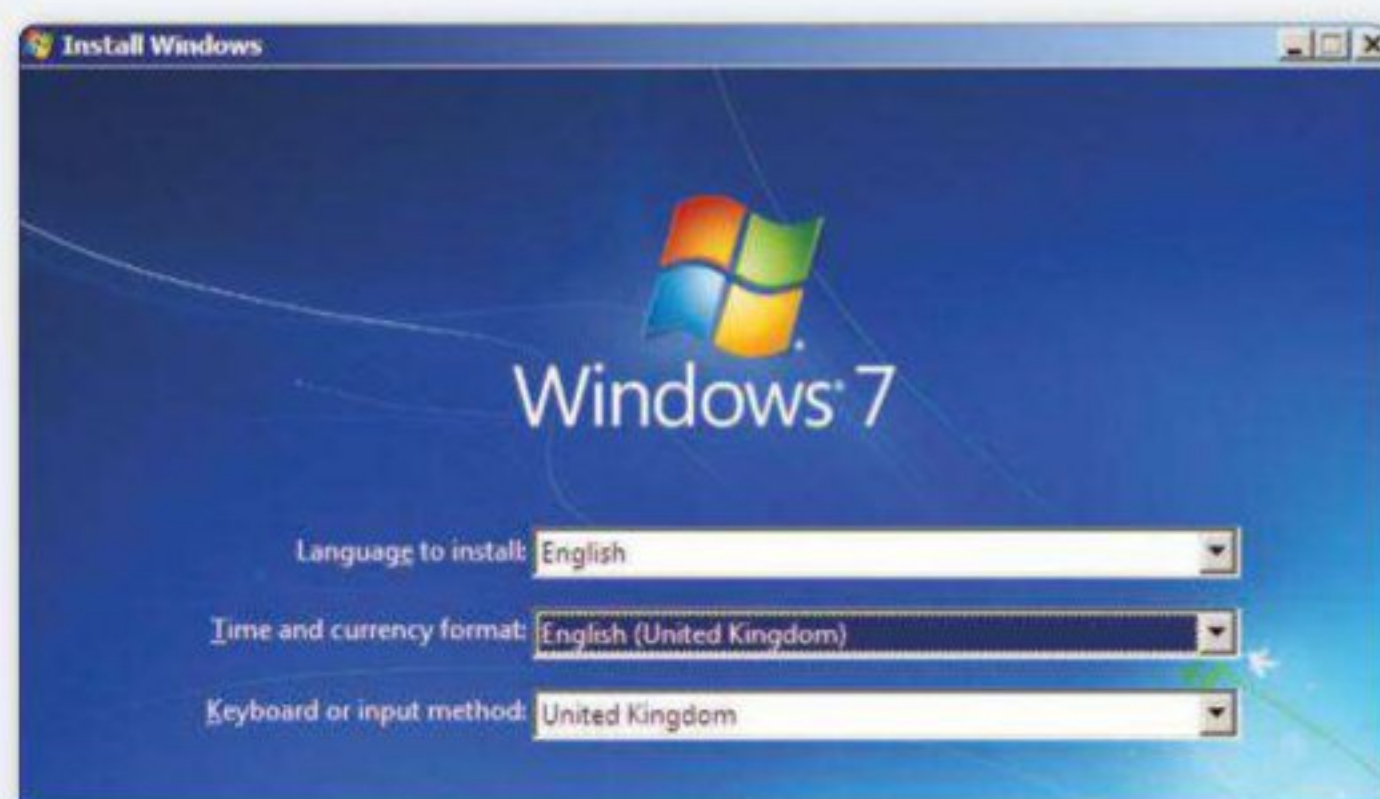 Install Windows
Windows 7
Language to install: English
Time and currency format: English (United Kingdom)
Keyboard or input method: United Kingdom